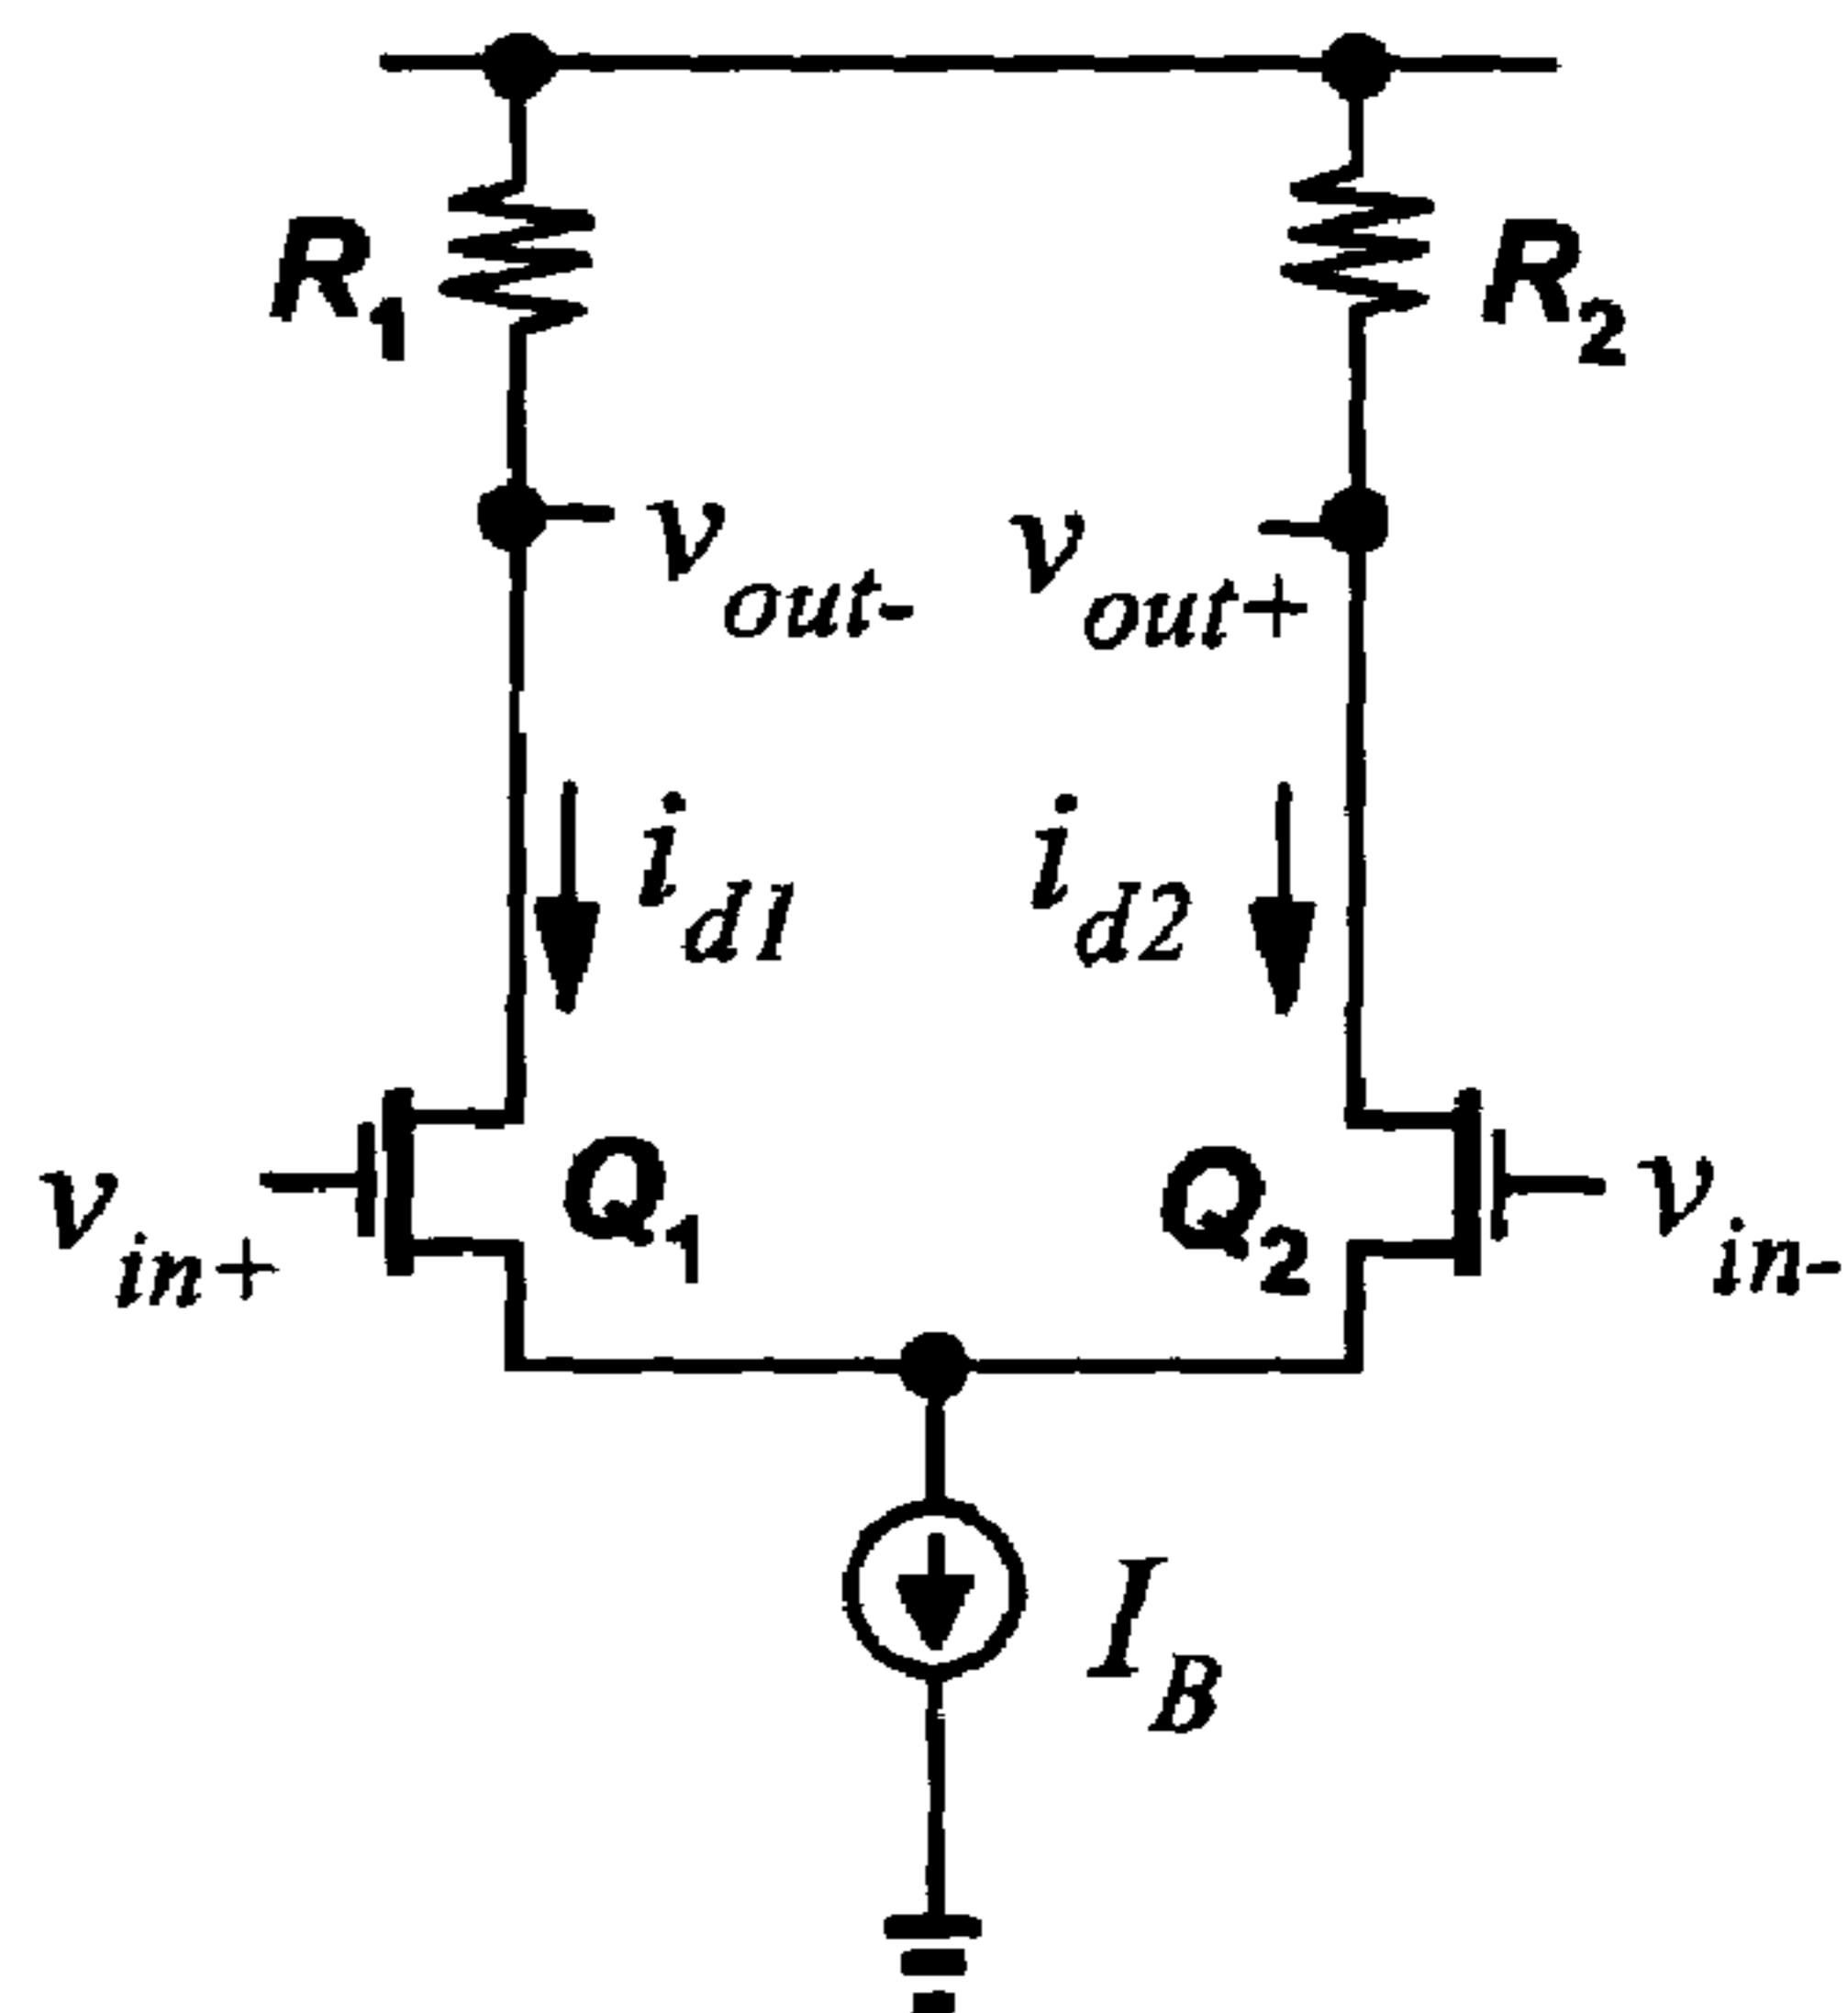 R1
R2
vout-
vout+
id1
id2
vin+
Q1
Q2
vin-
IB